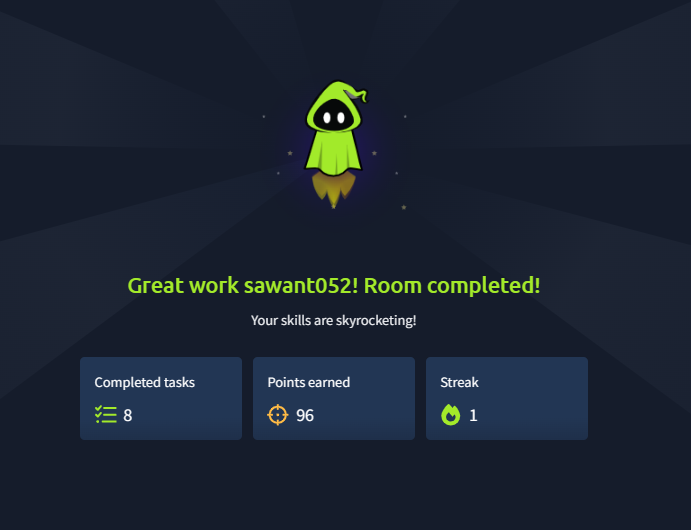 Great work sawant052! Room completed!
Your skills are skyrocketing!
Completed tasks
8
Points earned
96
Streak
1